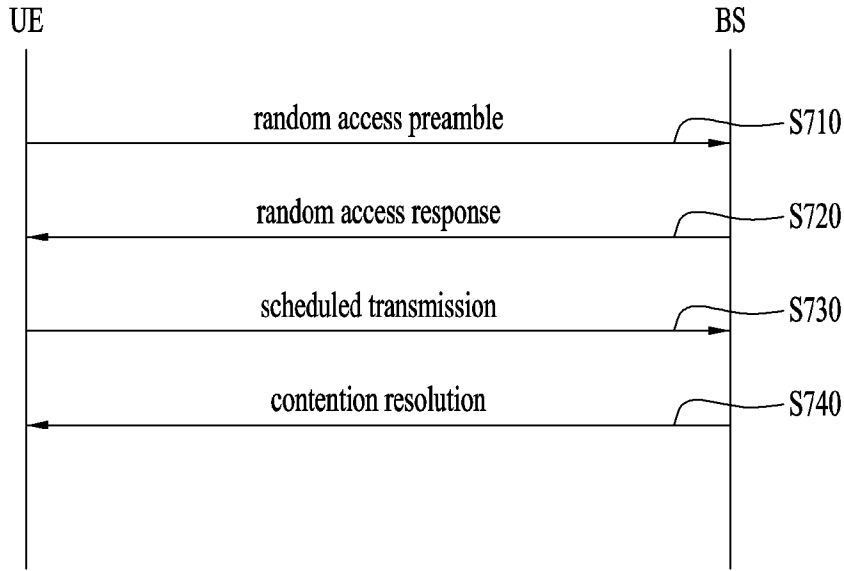 UE
BS
random access preamble
S710
random access response
S720
scheduled transmission
S730
contention resolution
S740